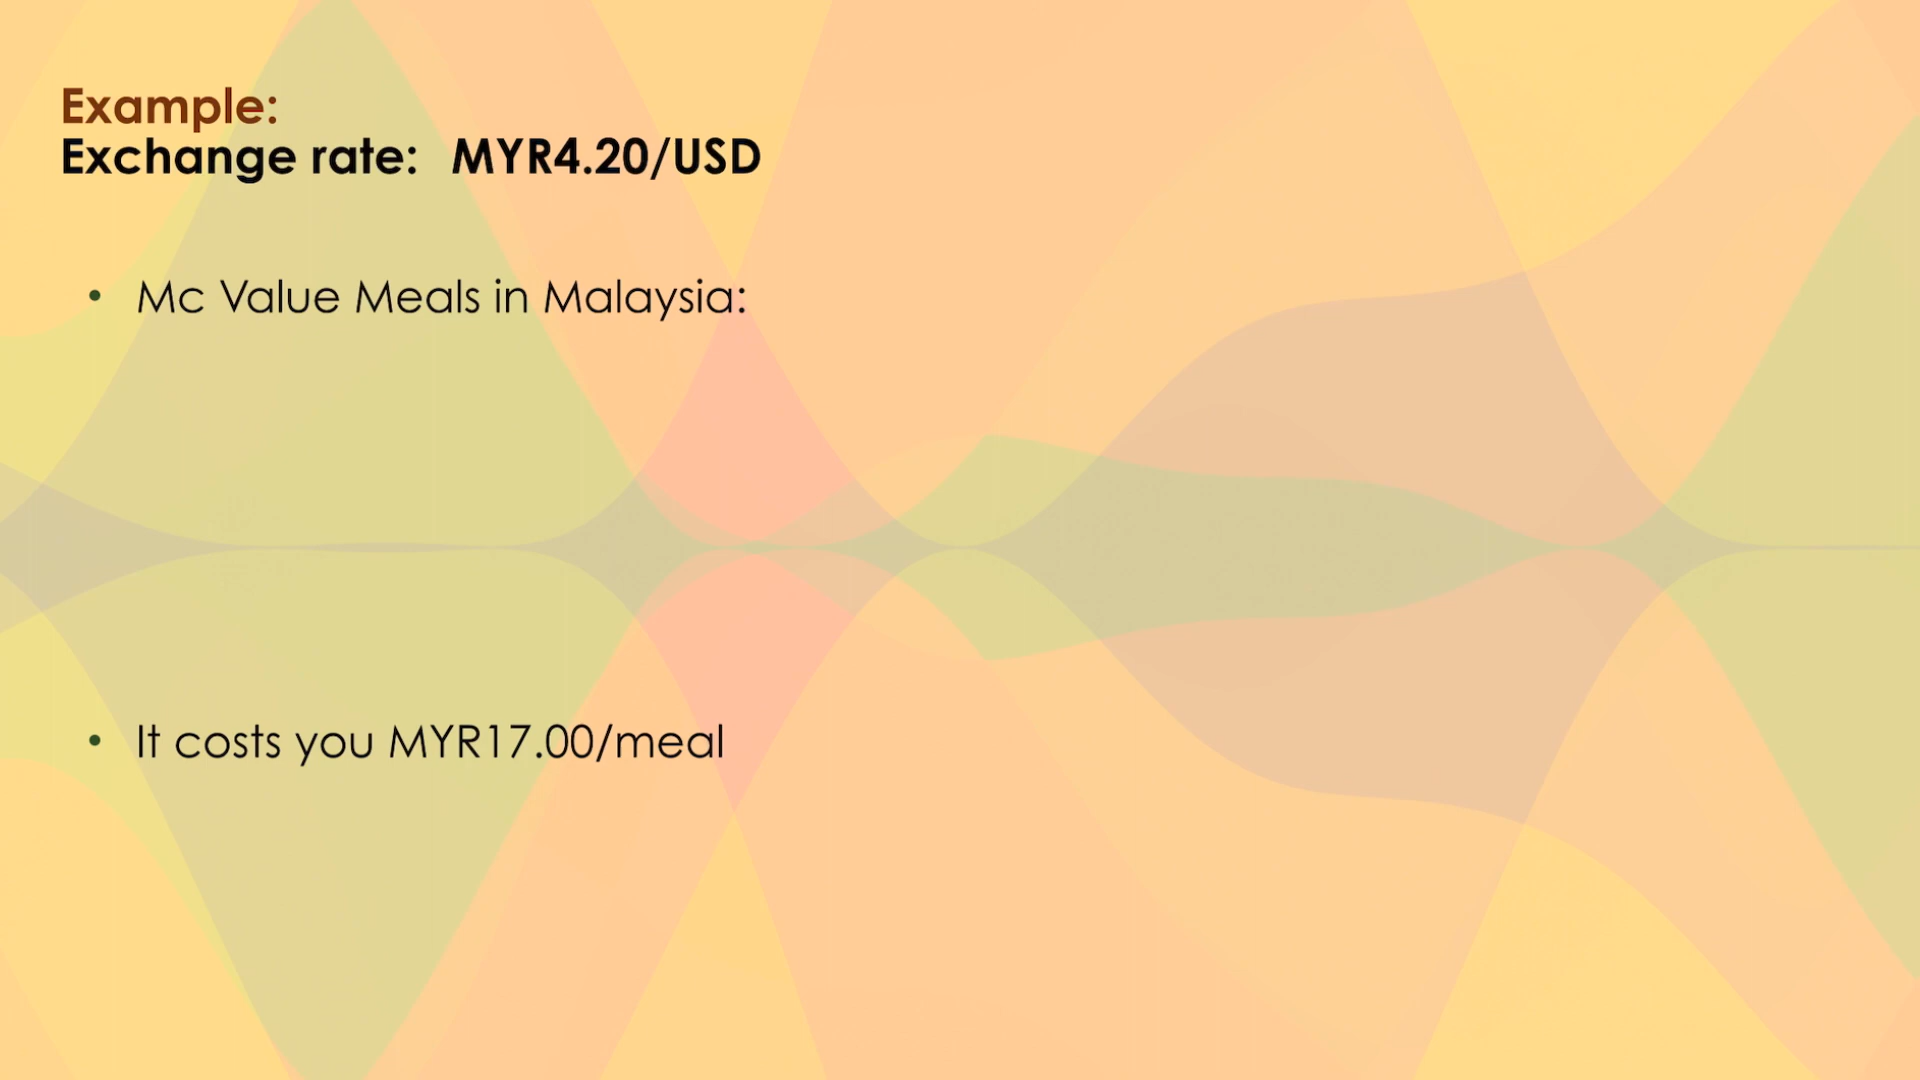 Example:
Exchange rate: MYR4.20/USD
• Mc Value Meals in Malaysia:
• It costs you MYR17.00/meal